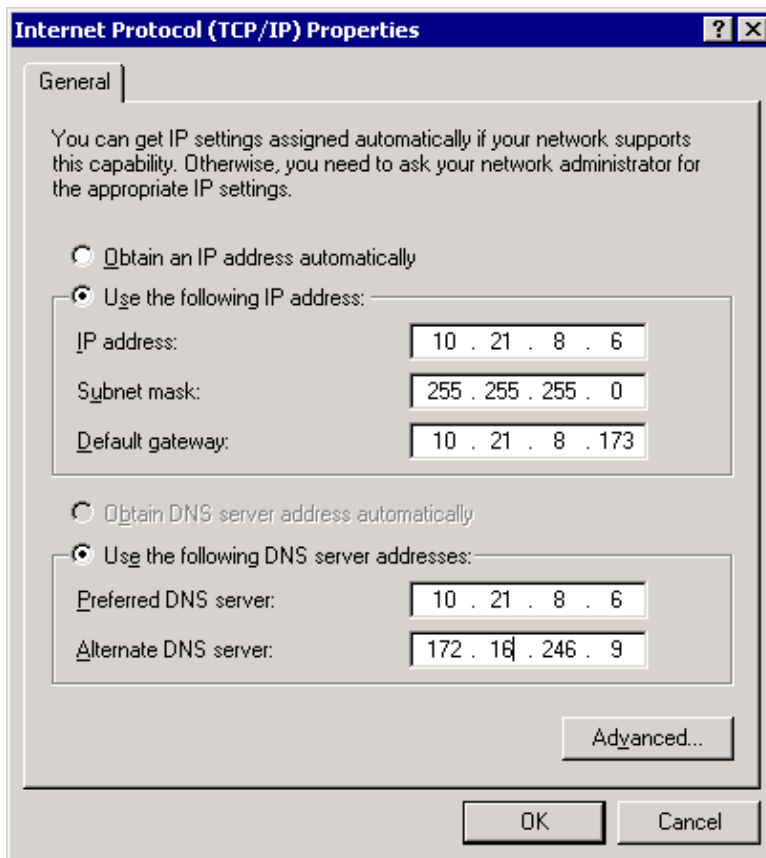 Internet Protocol (TCP/IP) Properties
General
You can get IP settings assigned automatically if your network supports
this capability. Otherwise, you need to ask your network administrator for
the appropriate IP settings.
Obtain an IP address automatically
Use the following IP address:
IP address: 10 . 21 . 8 . 6
Subnet mask: 255 . 255 . 255 . 0
Default gateway: 10 . 21 . 8 . 173
Obtain DNS server address automatically
Use the following DNS server addresses:
Preferred DNS server: 10 . 21 . 8 . 6
Alternate DNS server: 172 . 16 . 246 . 9
Advanced...
OK Cancel